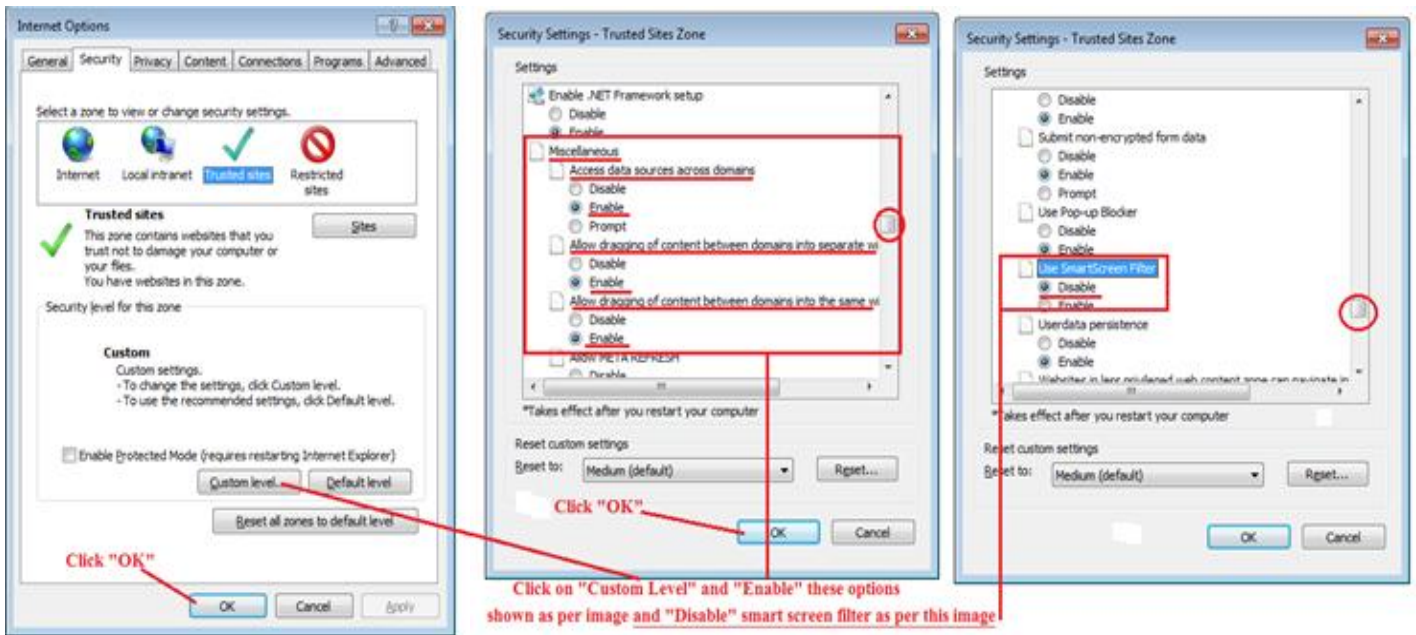 Internet Options
General Security Privacy Content Connections Programs Advanced
Select a zone to view or change security settings.
Internet Local intranet Trusted sites Restricted
sites
Trusted sites
Sites
This zone contains websites that you
trust not to damage your computer or
your files.
You have websites in this zone.
Security level for this zone
Custom
Custom settings.
- To change the settings, click Custom level.
- To use the recommended settings, click Default level.
Enable Protected Mode (requires restarting Internet Explorer)
Custom level... Default level
Reset all zones to default level
Click "OK"
OK Cancel Apply
Security Settings - Trusted Sites Zone
Settings
Enable .NET Framework setup
Disable
Enable
Miscellaneous
Access data sources across domains
Disable
Enable
Prompt
Allow dragging of content between domains into separate wi
Disable
Enable
Allow dragging of content between domains into the same wi
Disable
Enable
Allow META REFRESH
Disable
*Takes effect after you restart your computer
Reset custom settings
Reset to: Medium (default) Reset...
Click "OK"
OK Cancel
Security Settings - Trusted Sites Zone
Settings
Disable
Enable
Submit non-encrypted form data
Disable
Enable
Prompt
Use Pop-up Blocker
Disable
Enable
Use SmartScreen Filter
Disable
Enable
Userdata persistence
Disable
Enable
Websites in less privileged web content zone can navigate in
*Takes effect after you restart your computer
Reset custom settings
Reset to: Medium (default) Reset...
OK Cancel
Click on "Custom Level" and "Enable" these options
shown as per image and "Disable" smart screen filter as per this image